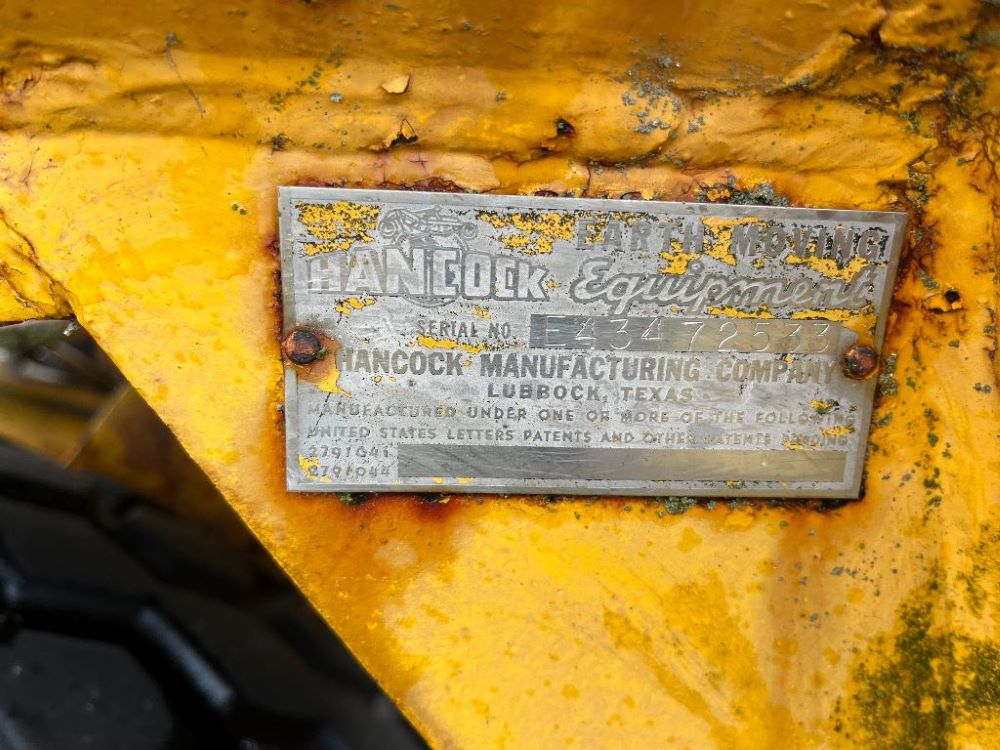 EARTH MOVING
HANCOCK Equipment
SERIAL NO. E43472533
HANCOCK MANUFACTURING COMPANY
LUBBOCK, TEXAS
MANUFACTURED UNDER ONE OR MORE OF THE FOLLOWING
UNITED STATES LETTERS PATENTS AND OTHER PATENTS PENDING
2791041
2791044